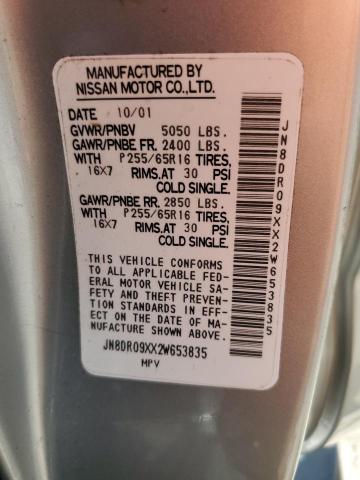 MANUFACTURED BY
NISSAN MOTOR CO.,LTD.
DATE 10/01
GVWR/PNBV 5050 LBS.
GAWR/PNBE FR. 2400 LBS.
WITH P255/65R16 TIRES,
16X7 RIMS.AT 30 PSI
COLD SINGLE.
GAWR/PNBE RR. 2850 LBS.
WITH P255/65R16 TIRES,
16X7 RIMS.AT 30 PSI
COLD SINGLE.
THIS VEHICLE CONFORMS
TO ALL APPLICABLE FED-
ERAL MOTOR VEHICLE SA-
FETY AND THEFT PREVEN-
TION STANDARDS IN EFF-
ECT ON THE DATE OF MA-
NUFACTURE SHOWN ABOVE.
JN8DR09XX2W653835
MPV
JN8DR09XX2W653835